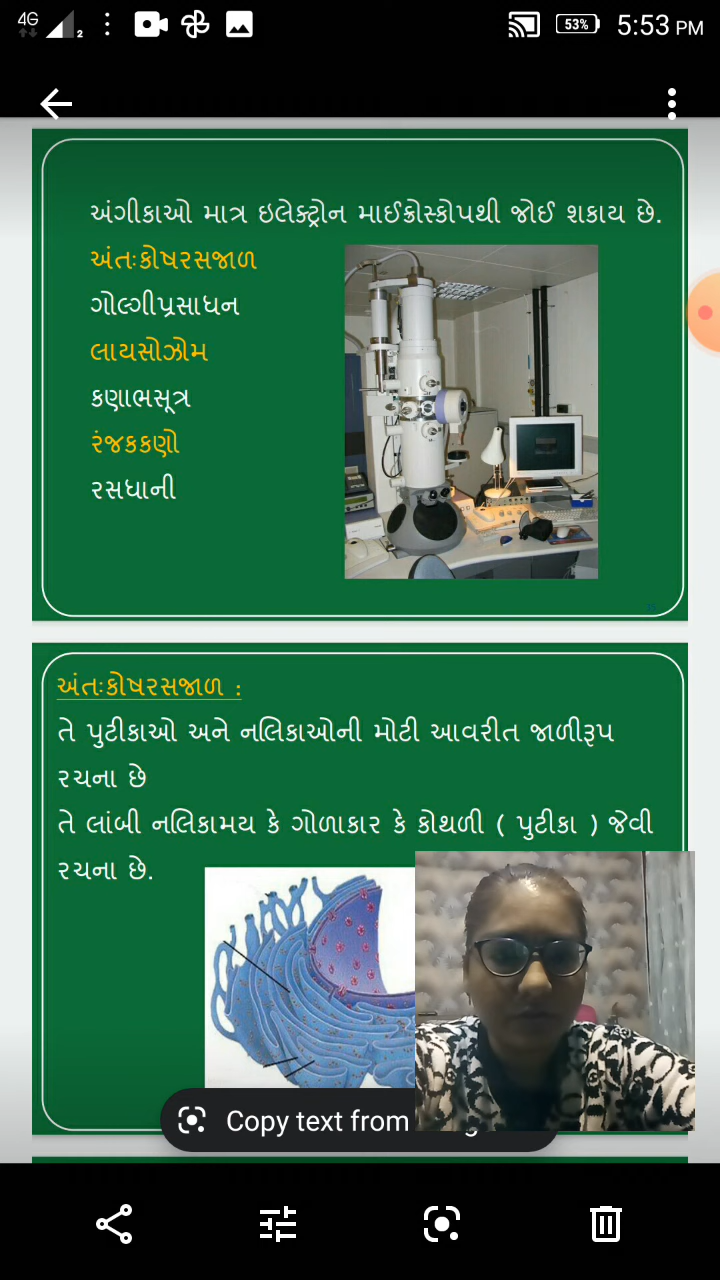 4G
2
53%
5:53 PM
અંગીકાઓ માત્ર ઇલેક્ટ્રોન માઈક્રોસ્કોપથી જોઈ શકાય છે.
અંતઃકોષરસજાળ
ગોલ્ગીપ્રસાધન
લાયસોઝોમ
કણાભસૂત્ર
રંજકકણો
રસધાની
અંતઃકોષરસજાળ :
તે પુટીકાઓ અને નલિકાઓની મોટી આવરીત જાળીરૂપ
રચના છે
તે લાંબી નલિકામય કે ગોળાકાર કે કોથળી ( પુટીકા ) જેવી
રચના છે.
Copy text from